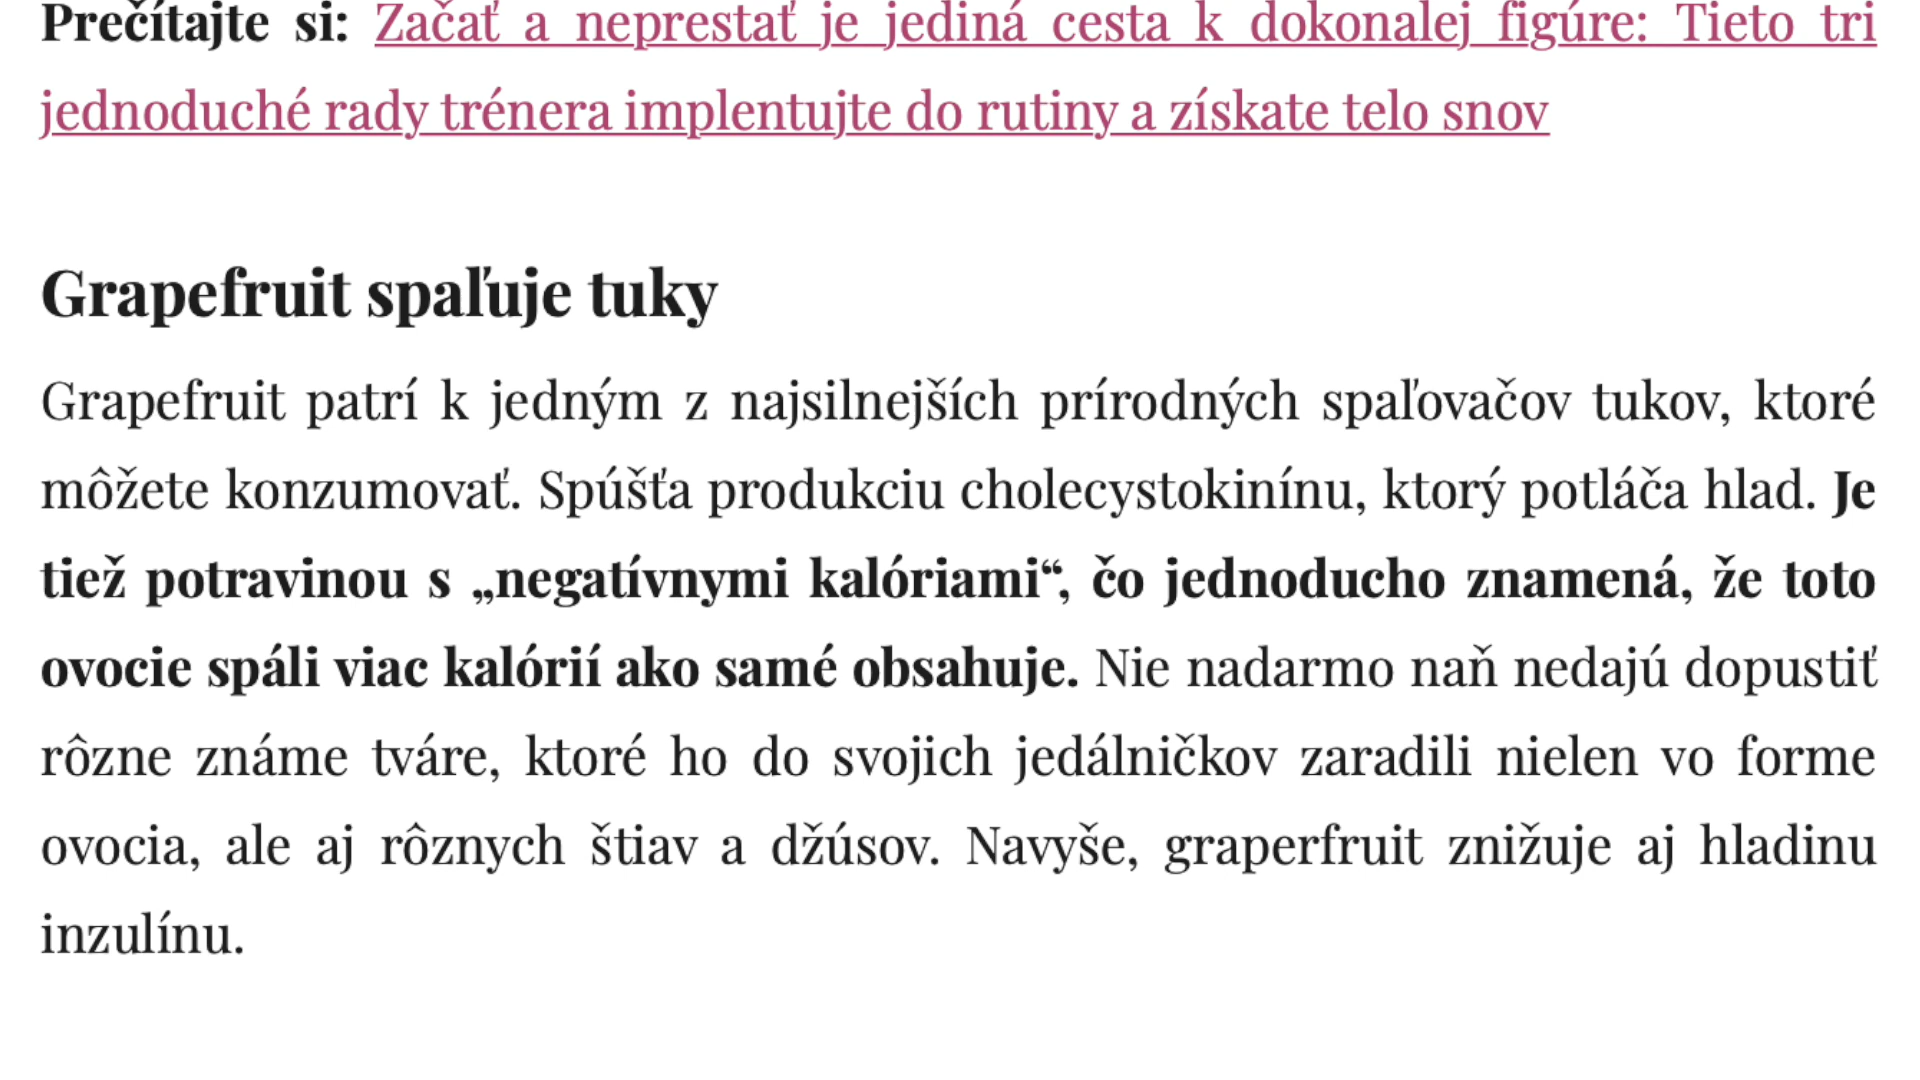 Prečítajte si: Začať a neprestať je jediná cesta k dokonalej figúre: Tieto tri
jednoduché rady trénera implentujte do rutiny a získate telo snov
Grapefruit spaľuje tuky
Grapefruit patrí k jedným z najsilnejších prírodných spaľovačov tukov, ktoré
môžete konzumovať. Spúšťa produkciu cholecystokinínu, ktorý potláča hlad. Je
tiež potravinou s „negatívnymi kalóriami“, čo jednoducho znamená, že toto
ovocie spáli viac kalórií ako samé obsahuje. Nie nadarmo naň nedajú dopustiť
rôzne známe tváre, ktoré ho do svojich jedálničkov zaradili nielen vo forme
ovocia, ale aj rôznych štiav a džúsov. Navyše, graperfruit znižuje aj hladinu
inzulínu.